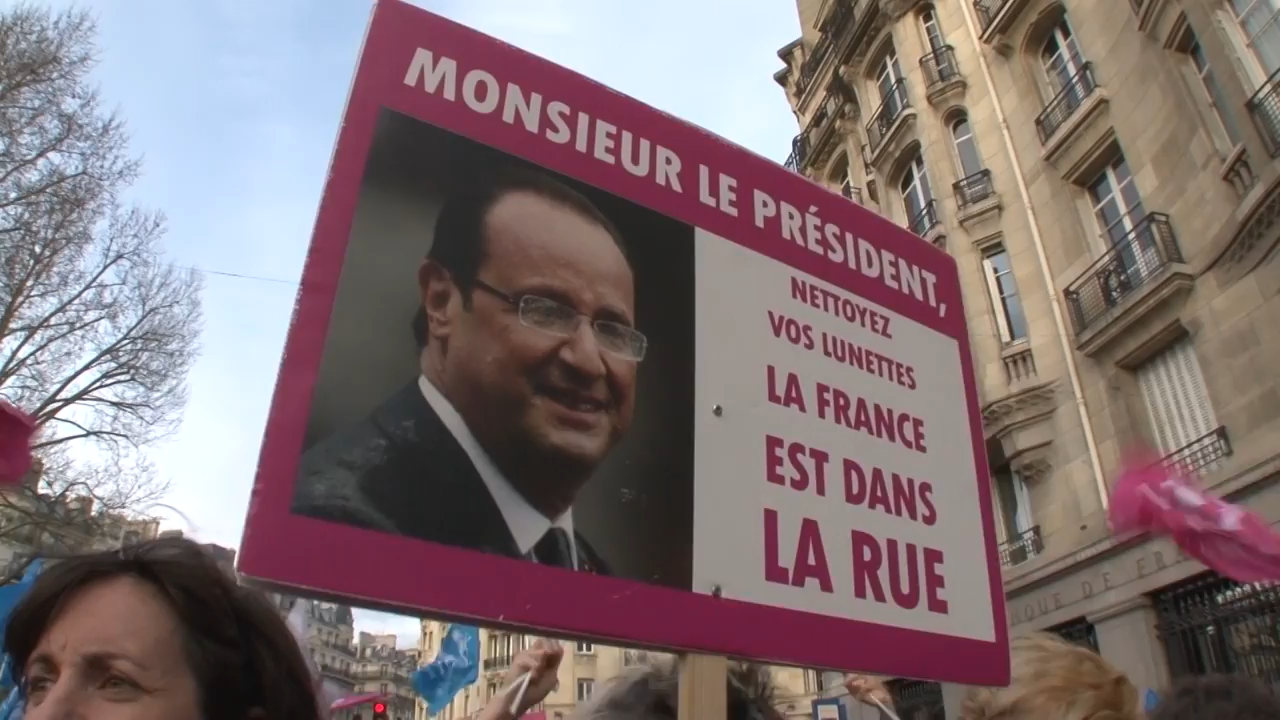 MONSIEUR LE PRÉSIDENT,
NETTOYEZ
VOS LUNETTES
LA FRANCE
EST DANS
LA RUE